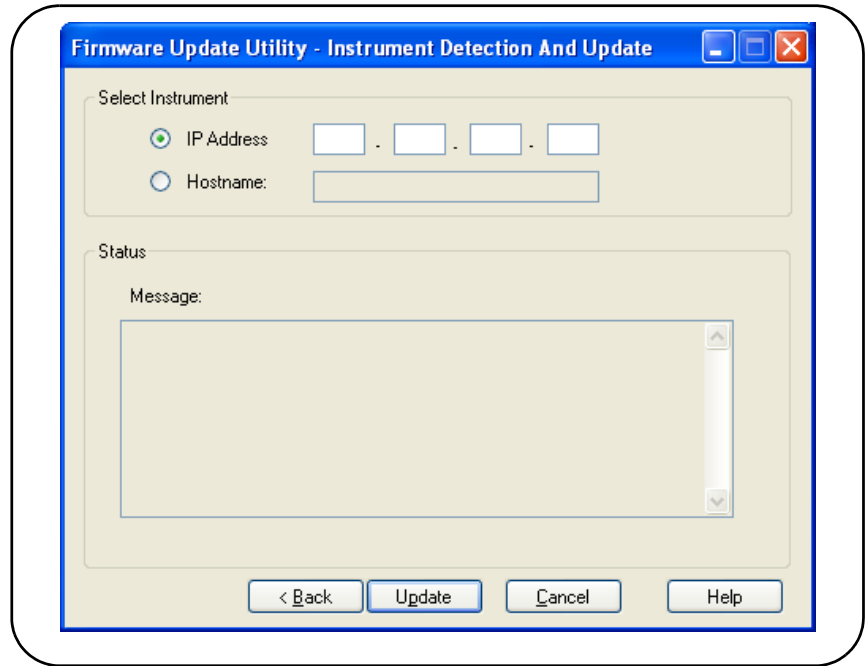 Firmware Update Utility - Instrument Detection And Update
Select Instrument
IP Address . . .
Hostname:
Status
Message:
< Back Update Cancel Help